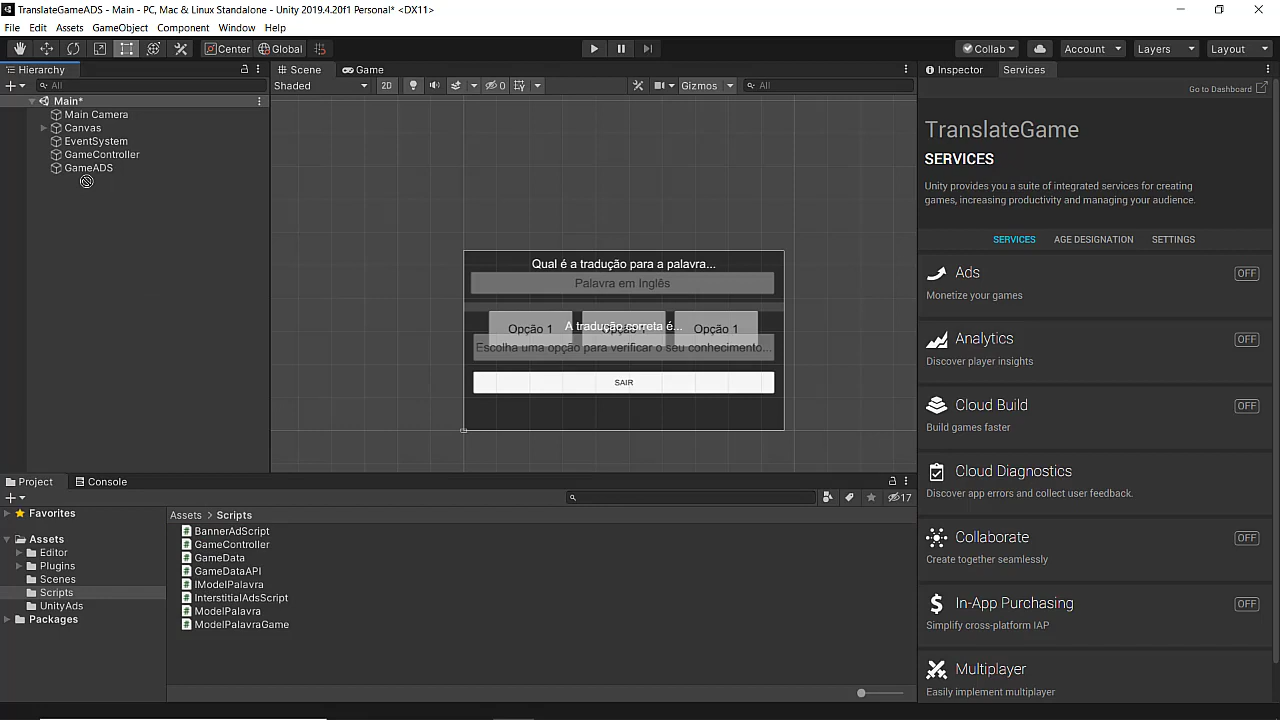 TranslateGameADS - Main - PC, Mac & Linux Standalone - Unity 2019.4.20f1 Personal* <DX11>
File Edit Assets GameObject Component Window Help
Center Global Collab Account Layers Layout
Hierarchy Scene Game Inspector Services
All Shaded 2D 0 Gizmos All Go to Dashboard
Main*
Main Camera
Canvas
EventSystem
GameController
GameADS
Qual é a tradução para a palavra...
Palavra em Inglês
Opção 1 A tradução correta é... Opção 1
Escolha uma opção para verificar o seu conhecimento...
SAIR
TranslateGame
SERVICES
Unity provides you a suite of integrated services for creating
games, increasing productivity and managing your audience.
SERVICES AGE DESIGNATION SETTINGS
Ads OFF
Monetize your games
Analytics OFF
Discover player insights
Cloud Build OFF
Build games faster
Cloud Diagnostics OFF
Discover app errors and collect user feedback.
Collaborate OFF
Create together seamlessly
In-App Purchasing OFF
Simplify cross-platform IAP
Multiplayer
Easily implement multiplayer
Project Console
17
Favorites
Assets
Editor
Plugins
Scenes
Scripts
UnityAds
Packages
Assets > Scripts
BannerAdScript
GameController
GameData
GameDataAPI
IModelPalavra
InterstitialAdsScript
ModelPalavra
ModelPalavraGame